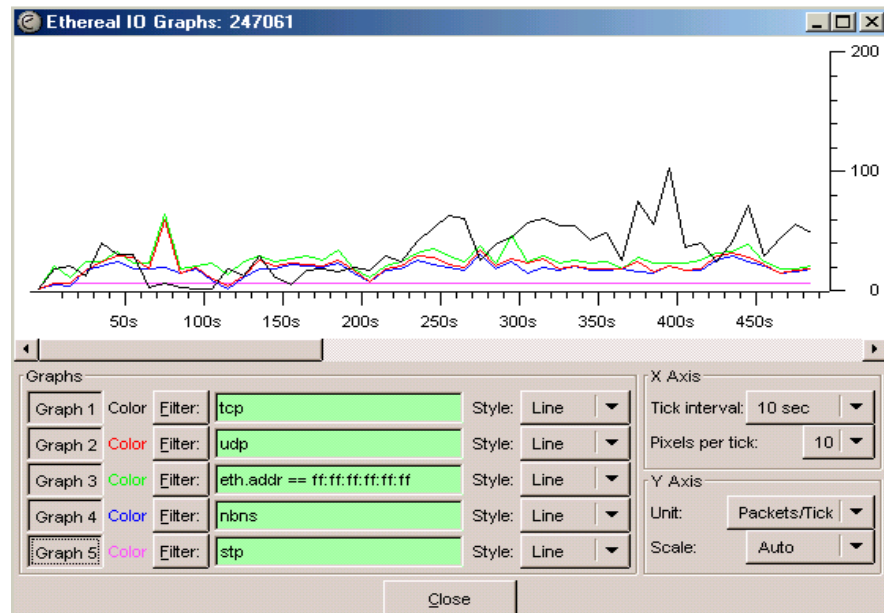 Ethereal IO Graphs: 247061
200
100
0
50s 100s 150s 200s 250s 300s 350s 400s 450s
Graphs
Graph 1 Color Filter: tcp Style: Line
Graph 2 Color Filter: udp Style: Line
Graph 3 Color Filter: eth.addr == ff:ff:ff:ff:ff:ff Style: Line
Graph 4 Color Filter: nbns Style: Line
Graph 5 Color Filter: stp Style: Line
X Axis
Tick interval: 10 sec
Pixels per tick: 10
Y Axis
Unit: Packets/Tick
Scale: Auto
Close